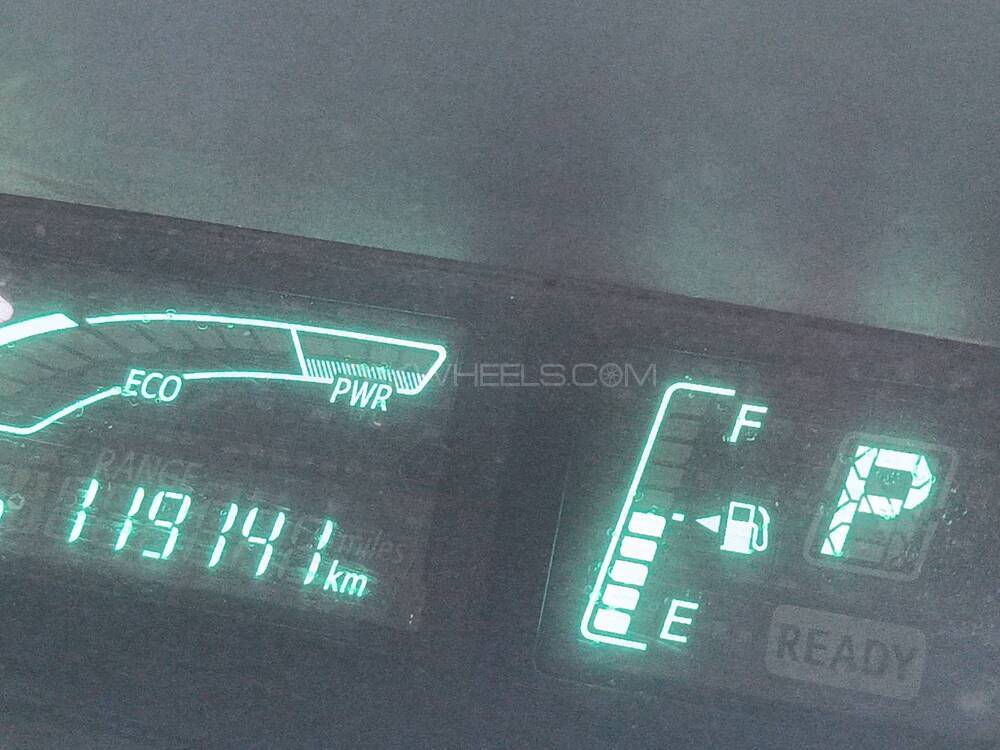 WHEELS.COM
ECO
PWR
RANGE
119141 km
miles
F
E
P
READY